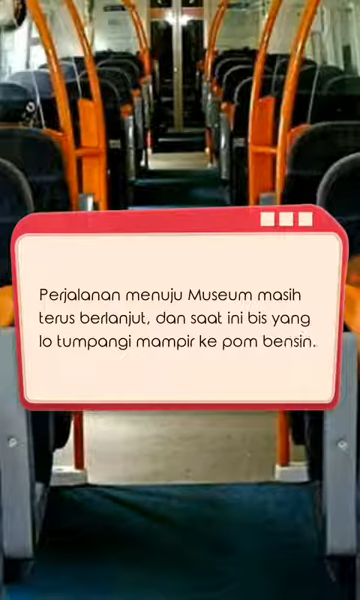 Perjalanan menuju Museum masih
terus berlanjut, dan saat ini bis yang
lo tumpangi mampir ke pom bensin.